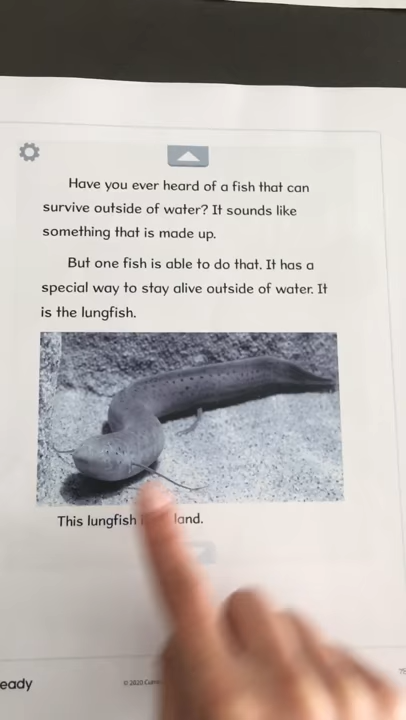 Have you ever heard of a fish that can
survive outside of water? It sounds like
something that is made up.
But one fish is able to do that. It has a
special way to stay alive outside of water. It
is the lungfish.
This lungfish land.
eady
© 2020